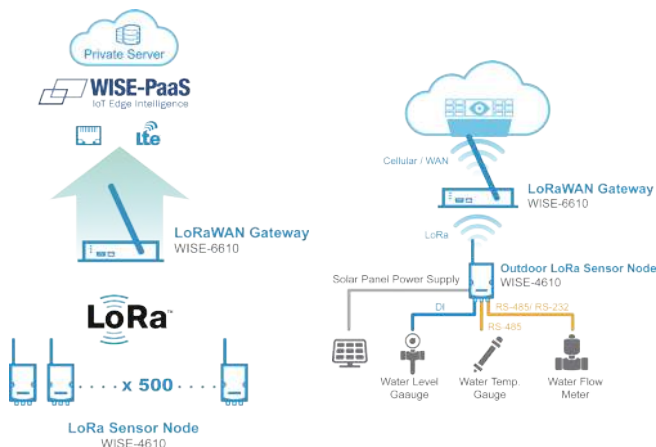 Private Server
WISE-PaaS
IoT Edge Intelligence
Lte
LoRaWAN Gateway
WISE-6610
LoRa™
x 500
LoRa Sensor Node
WISE-4610
Cellular / WAN
LoRaWAN Gateway
WISE-6610
LoRa
Outdoor LoRa Sensor Node
WISE-4610
Solar Panel Power Supply
DI
RS-485/ RS-232
RS-485
Water Level
Gaauge
Water Temp.
Gauge
Water Flow
Meter